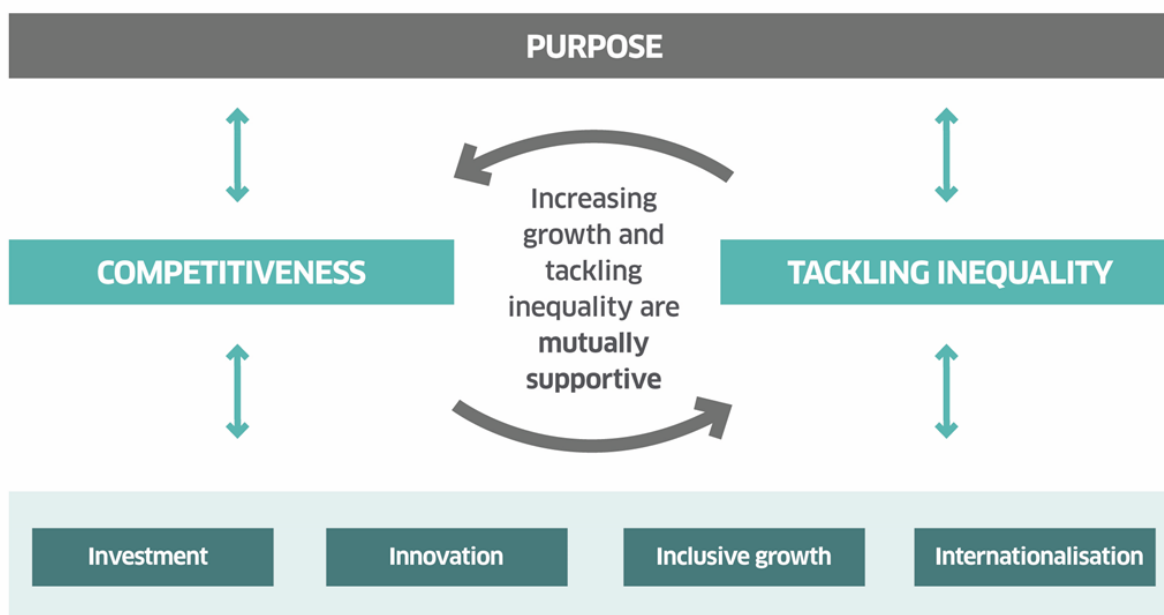 PURPOSE
COMPETITIVENESS
Increasing
growth and
tackling
inequality are
mutually
supportive
TACKLING INEQUALITY
Investment
Innovation
Inclusive growth
Internationalisation